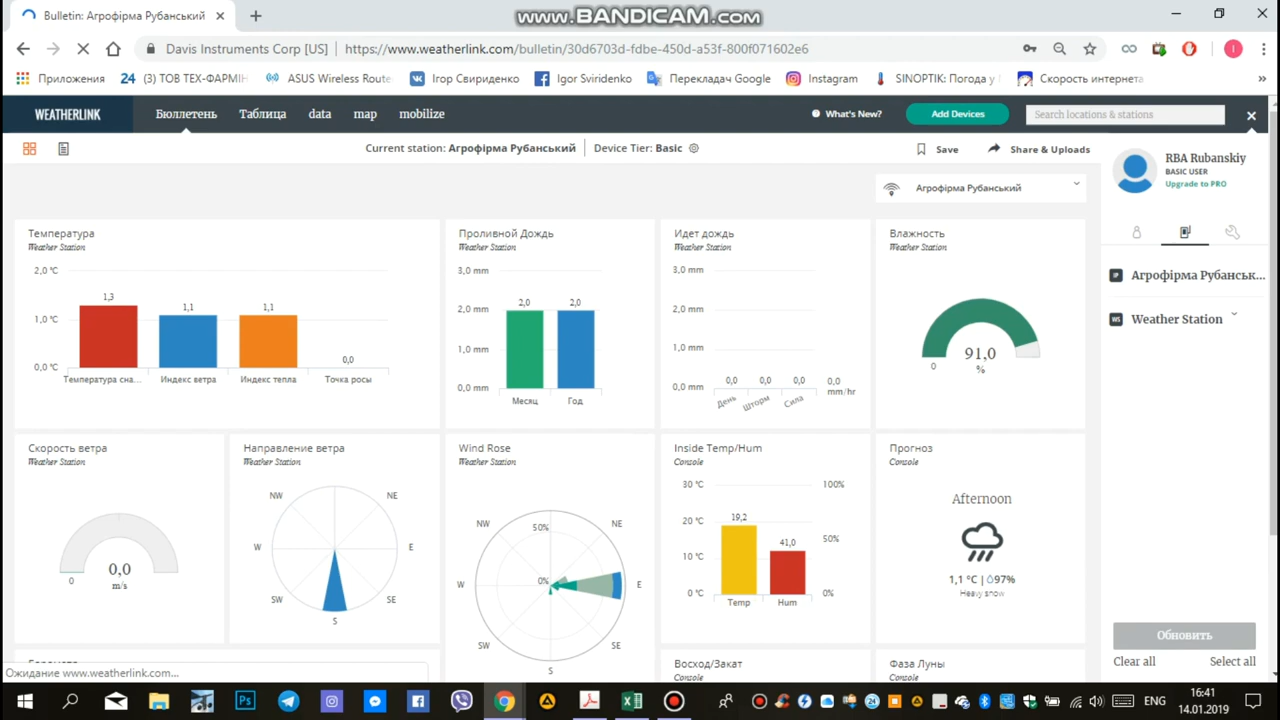 www.BANDICAM.com
Bulletin: Агрофірма Рубанський
Davis Instruments Corp [US]
https://www.weatherlink.com/bulletin/30d6703d-fdbe-450d-a53f-800f071602e6
Приложения
(3) ТОВ ТЕХ-ФАРМІН
ASUS Wireless Route
Ігор Свириденко
Igor Sviridenko
Перекладач Google
Instagram
SINOPTIK: Погода у
Скорость интернета
WEATHERLINK
Бюллетень
Таблица
data
map
mobilize
What's New?
Add Devices
Search locations & stations
Current station: Агрофірма Рубанський
Device Tier: Basic
Save
Share & Uploads
RBA Rubanskiy
BASIC USER
Upgrade to PRO
Агрофірма Рубанський
Температура
Weather Station
2,0 °C
1,0 °C
0,0 °C
1,3
1,1
1,1
0,0
Температура сна...
Индекс ветра
Индекс тепла
Точка росы
Проливной Дождь
Weather Station
3,0 mm
2,0 mm
1,0 mm
0,0 mm
2,0
2,0
Месяц
Год
Идет дождь
Weather Station
3,0 mm
2,0 mm
1,0 mm
0,0 mm
0,0
0,0
0,0
0,0
mm/hr
День
Шторм
Сила
Влажность
Weather Station
91,0
0
%
IP
Агрофірма Рубанськ...
WS
Weather Station
Скорость ветра
Weather Station
0,0
0
m/s
Направление ветра
Weather Station
NW
NE
W
E
SW
SE
S
Wind Rose
Weather Station
NW
50%
NE
W
0%
E
SW
SE
S
Inside Temp/Hum
Console
30 °C
20 °C
10 °C
0 °C
100%
50%
0%
19,2
41,0
Temp
Hum
Прогноз
Console
Afternoon
1,1 °C | 97%
Heavy snow
Обновить
Clear all
Select all
Восход/Закат
Фаза Луны
Ожидание www.weatherlink.com...
ENG
16:41
14.01.2019